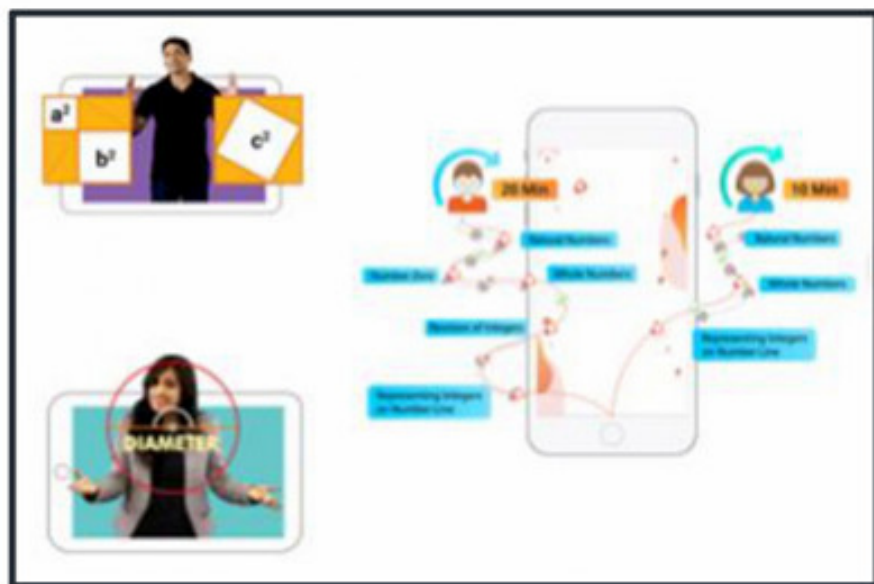 a²
b²
c²
DIAMETER
20 Min
Natural Numbers
Number Zero
Whole Numbers
Revision of Integers
Representing Integers
on Number Line
10 Min
Natural Numbers
Whole Numbers
Representing Integers
on Number Line